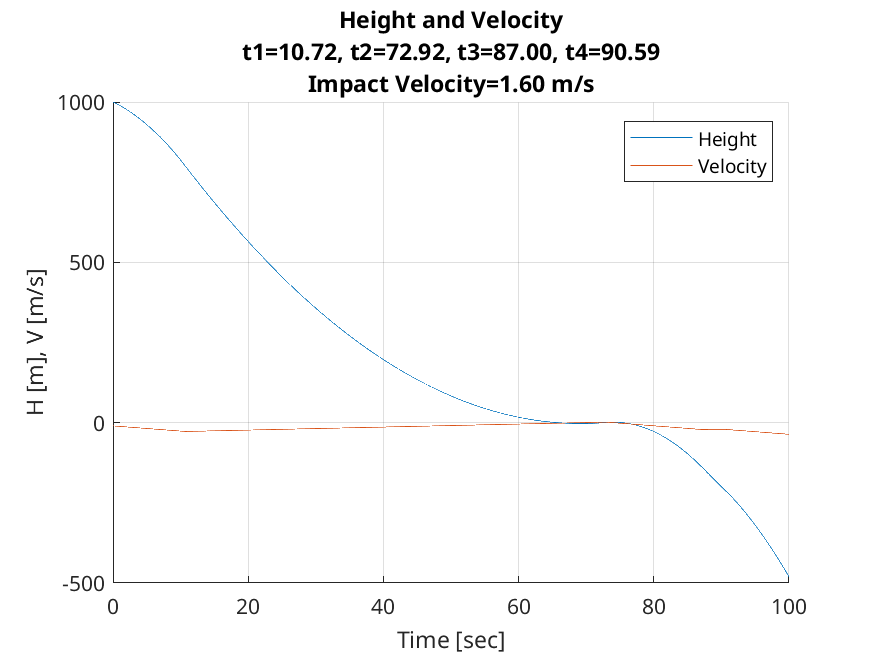 Height and Velocity
t1=10.72, t2=72.92, t3=87.00, t4=90.59
Impact Velocity=1.60 m/s
1000
500
0
-500
H [m], V [m/s]
Height
Velocity
0 20 40 60 80 100
Time [sec]